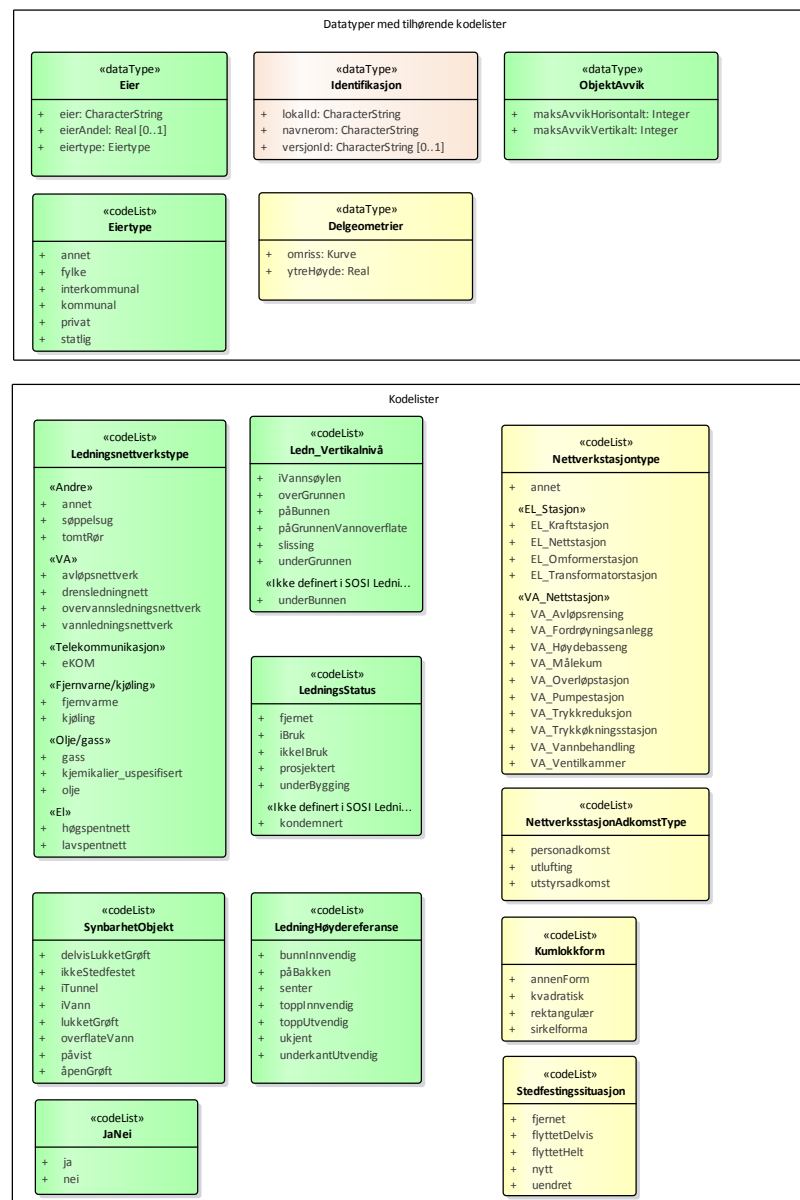 Datatyper med tilhørende kodelister
«dataType»
Eier
+ eier: CharacterString
+ eierAndel: Real [0..1]
+ eiertype: Eiertype
«dataType»
Identifikasjon
+ lokalId: CharacterString
+ navnerom: CharacterString
+ versjonId: CharacterString [0..1]
«dataType»
ObjektAvvik
+ maksAvvikHorisontalt: Integer
+ maksAvvikVertikalt: Integer
«codeList»
Eiertype
+ annet
+ fylke
+ interkommunal
+ kommunal
+ privat
+ statlig
«dataType»
Delgeometrier
+ omriss: Kurve
+ ytreHøyde: Real
Kodelister
«codeList»
Ledningsnettverkstype
«Andre»
+ annet
+ søppelsug
+ tomtRør
«VA»
+ avløpsnettverk
+ drensledningnett
+ overvannsledningsnettverk
+ vannledningsnettverk
«Telekommunikasjon»
+ eKOM
«Fjernvarne/kjøling»
+ fjernvarme
+ kjøling
«Olje/gass»
+ gass
+ kjemikalier_uspesifisert
+ olje
«El»
+ høgspentnett
+ lavspentnett
«codeList»
Ledn_Vertikalnivå
+ iVannsøylen
+ overGrunnen
+ påBunnen
+ påGrunnenVannoverflate
+ slissing
+ underGrunnen
«Ikke definert i SOSI Ledni...
+ underBunnen
«codeList»
Nettverkstasjontype
+ annet
«EL_Stasjon»
+ EL_Kraftstasjon
+ EL_Nettstasjon
+ EL_Omformerstasjon
+ EL_Transformatorstasjon
«VA_Nettstasjon»
+ VA_Avløpsrensing
+ VA_Fordrøyningsanlegg
+ VA_Høydebasseng
+ VA_Målekum
+ VA_Overløpstasjon
+ VA_Pumpestasjon
+ VA_Trykkreduksjon
+ VA_Trykkøkningsstasjon
+ VA_Vannbehandling
+ VA_Ventilkammer
«codeList»
LedningsStatus
+ fjernet
+ iBruk
+ ikkeIBruk
+ prosjektert
+ underBygging
«Ikke definert i SOSI Ledni...
+ kondemnert
«codeList»
NettverksstasjonAdkomstType
+ personadkomst
+ utlufting
+ utstyrsadkomst
«codeList»
SynbarhetObjekt
+ delvisLukketGrøft
+ ikkeStedfestet
+ iTunnel
+ iVann
+ lukketGrøft
+ overflateVann
+ påvist
+ åpenGrøft
«codeList»
LedningHøydereferanse
+ bunnInnvendig
+ påBakken
+ senter
+ toppInnvendig
+ toppUtvendig
+ ukjent
+ underkantUtvendig
«codeList»
Kumlokkform
+ annenForm
+ kvadratisk
+ rektangulær
+ sirkelforma
«codeList»
JaNei
+ ja
+ nei
«codeList»
Stedfestingssituasjon
+ fjernet
+ flyttetDelvis
+ flyttetHelt
+ nytt
+ uendret